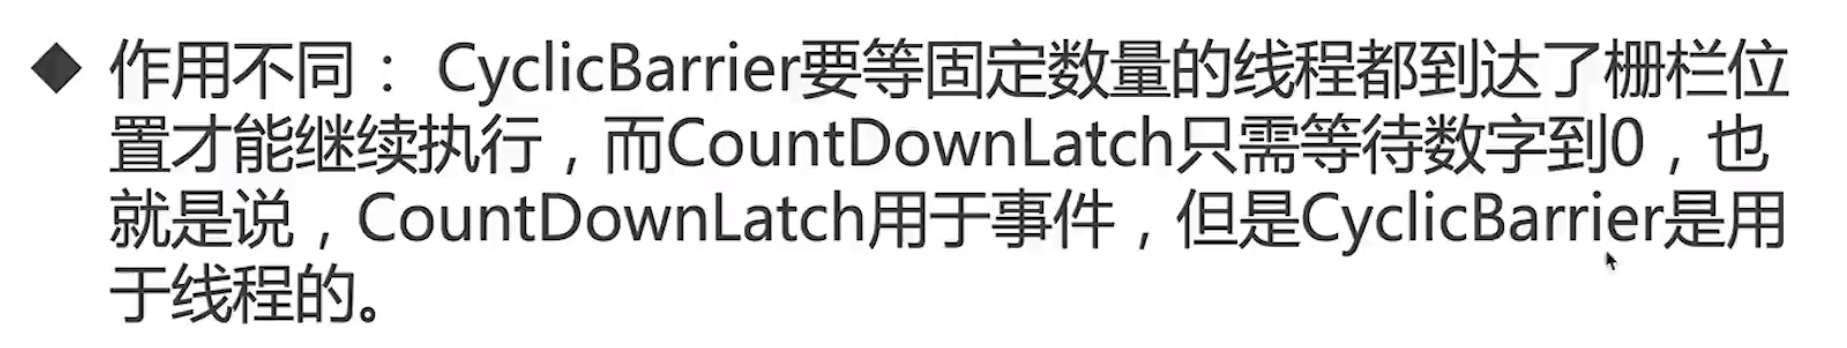 ◆ 作用不同： CyclicBarrier要等固定数量的线程都到达了栅栏位
置才能继续执行，而CountDownLatch只需等待数字到0，也
就是说，CountDownLatch用于事件，但是CyclicBarrier是用
于线程的。